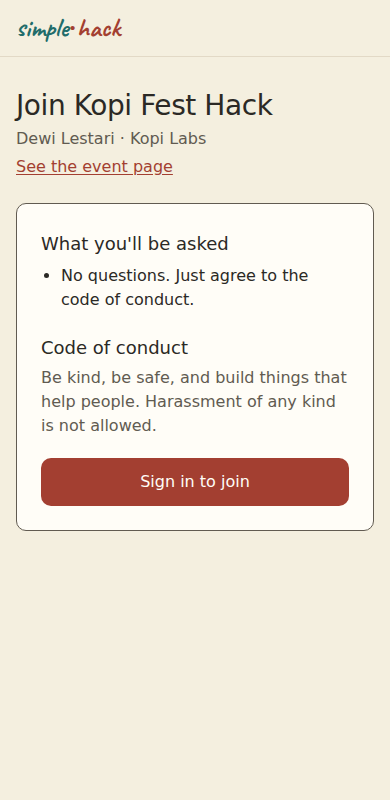 simple·hack
Join Kopi Fest Hack
Dewi Lestari · Kopi Labs
See the event page
What you'll be asked
• No questions. Just agree to the
code of conduct.
Code of conduct
Be kind, be safe, and build things that
help people. Harassment of any kind
is not allowed.
Sign in to join